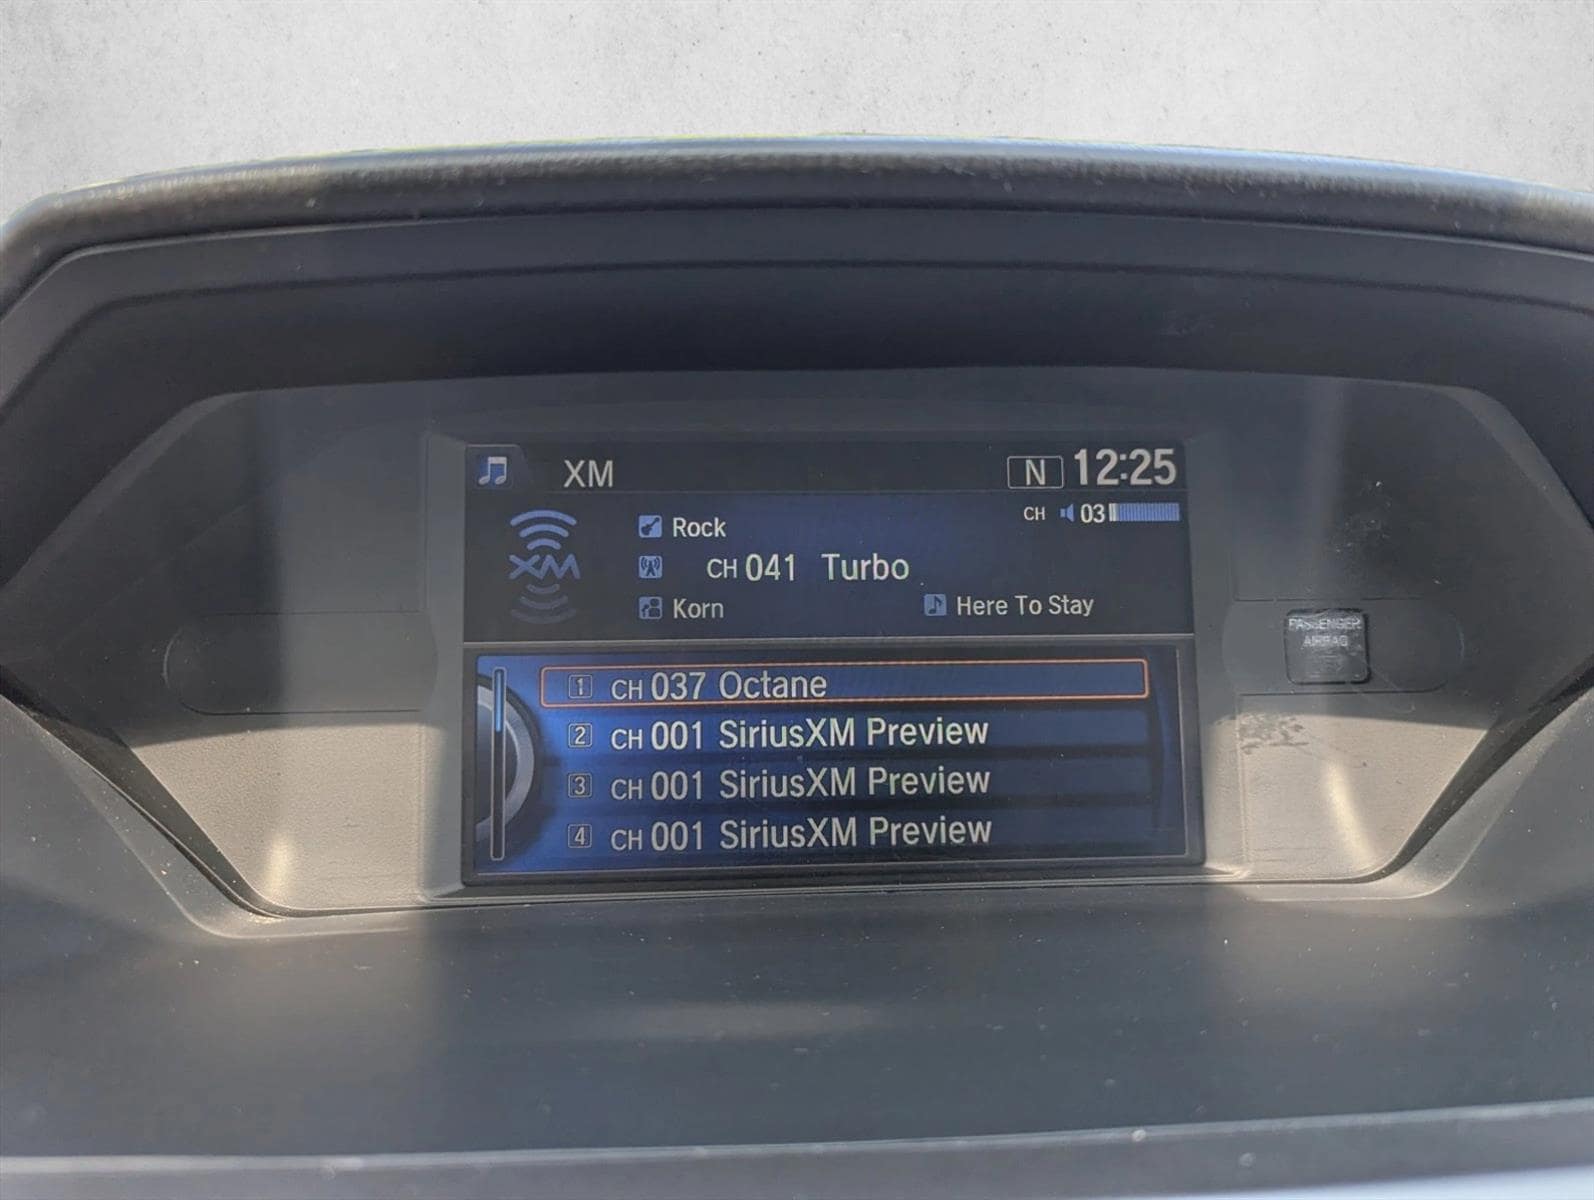 XM N 12:25
CH 03
Rock
XM
CH 041 Turbo
Korn Here To Stay
1 CH 037 Octane
2 CH 001 SiriusXM Preview
3 CH 001 SiriusXM Preview
4 CH 001 SiriusXM Preview
PASSENGER
AIRBAG